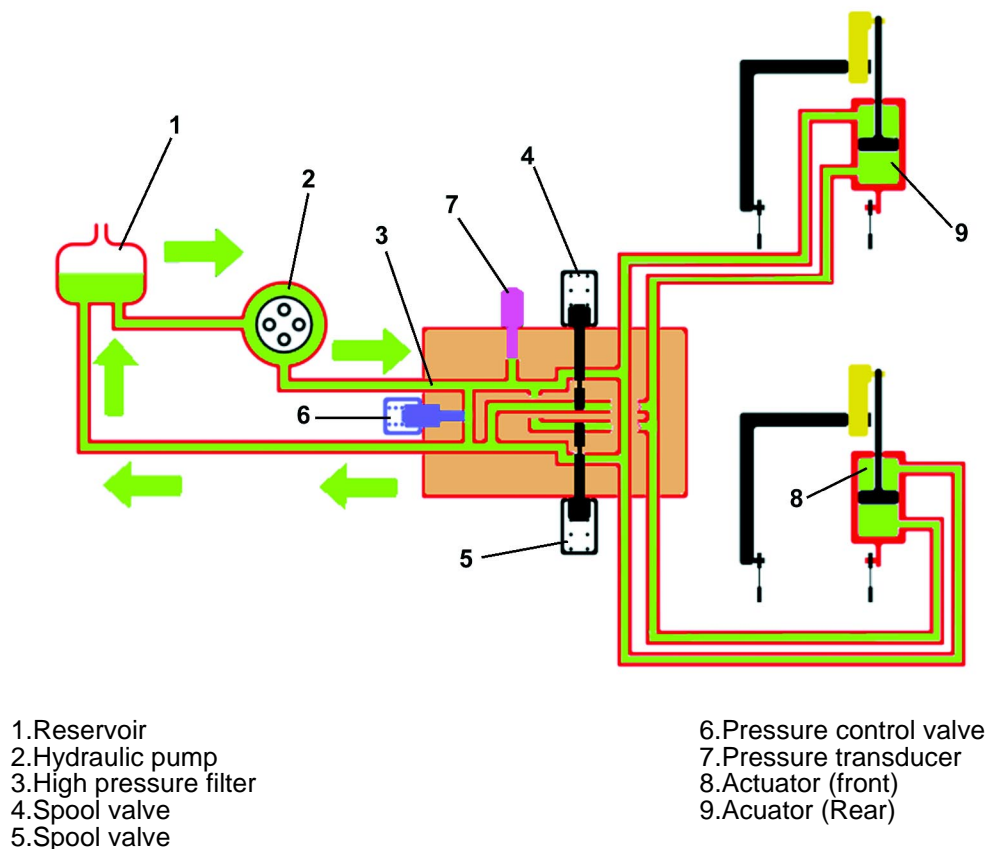 1
2
3
4
7
9
6
8
5
1.Reservoir
2.Hydraulic pump
3.High pressure filter
4.Spool valve
5.Spool valve
6.Pressure control valve
7.Pressure transducer
8.Actuator (front)
9.Acuator (Rear)